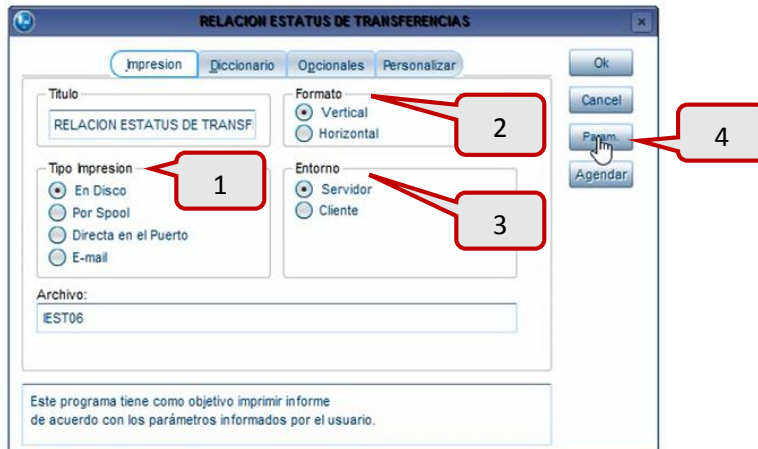 RELACION ESTATUS DE TRANSFERENCIAS
Impresion Diccionario Opcionales Personalizar
Ok
Cancel
Param.
Agendar
Titulo
RELACION ESTATUS DE TRANSF
Formato
Vertical
Horizontal
2
4
Tipo Impresion
En Disco
Por Spool
Directa en el Puerto
E-mail
1
Entorno
Servidor
Cliente
3
Archivo:
IEST06
Este programa tiene como objetivo imprimir informe
de acuerdo con los parámetros informados por el usuario.